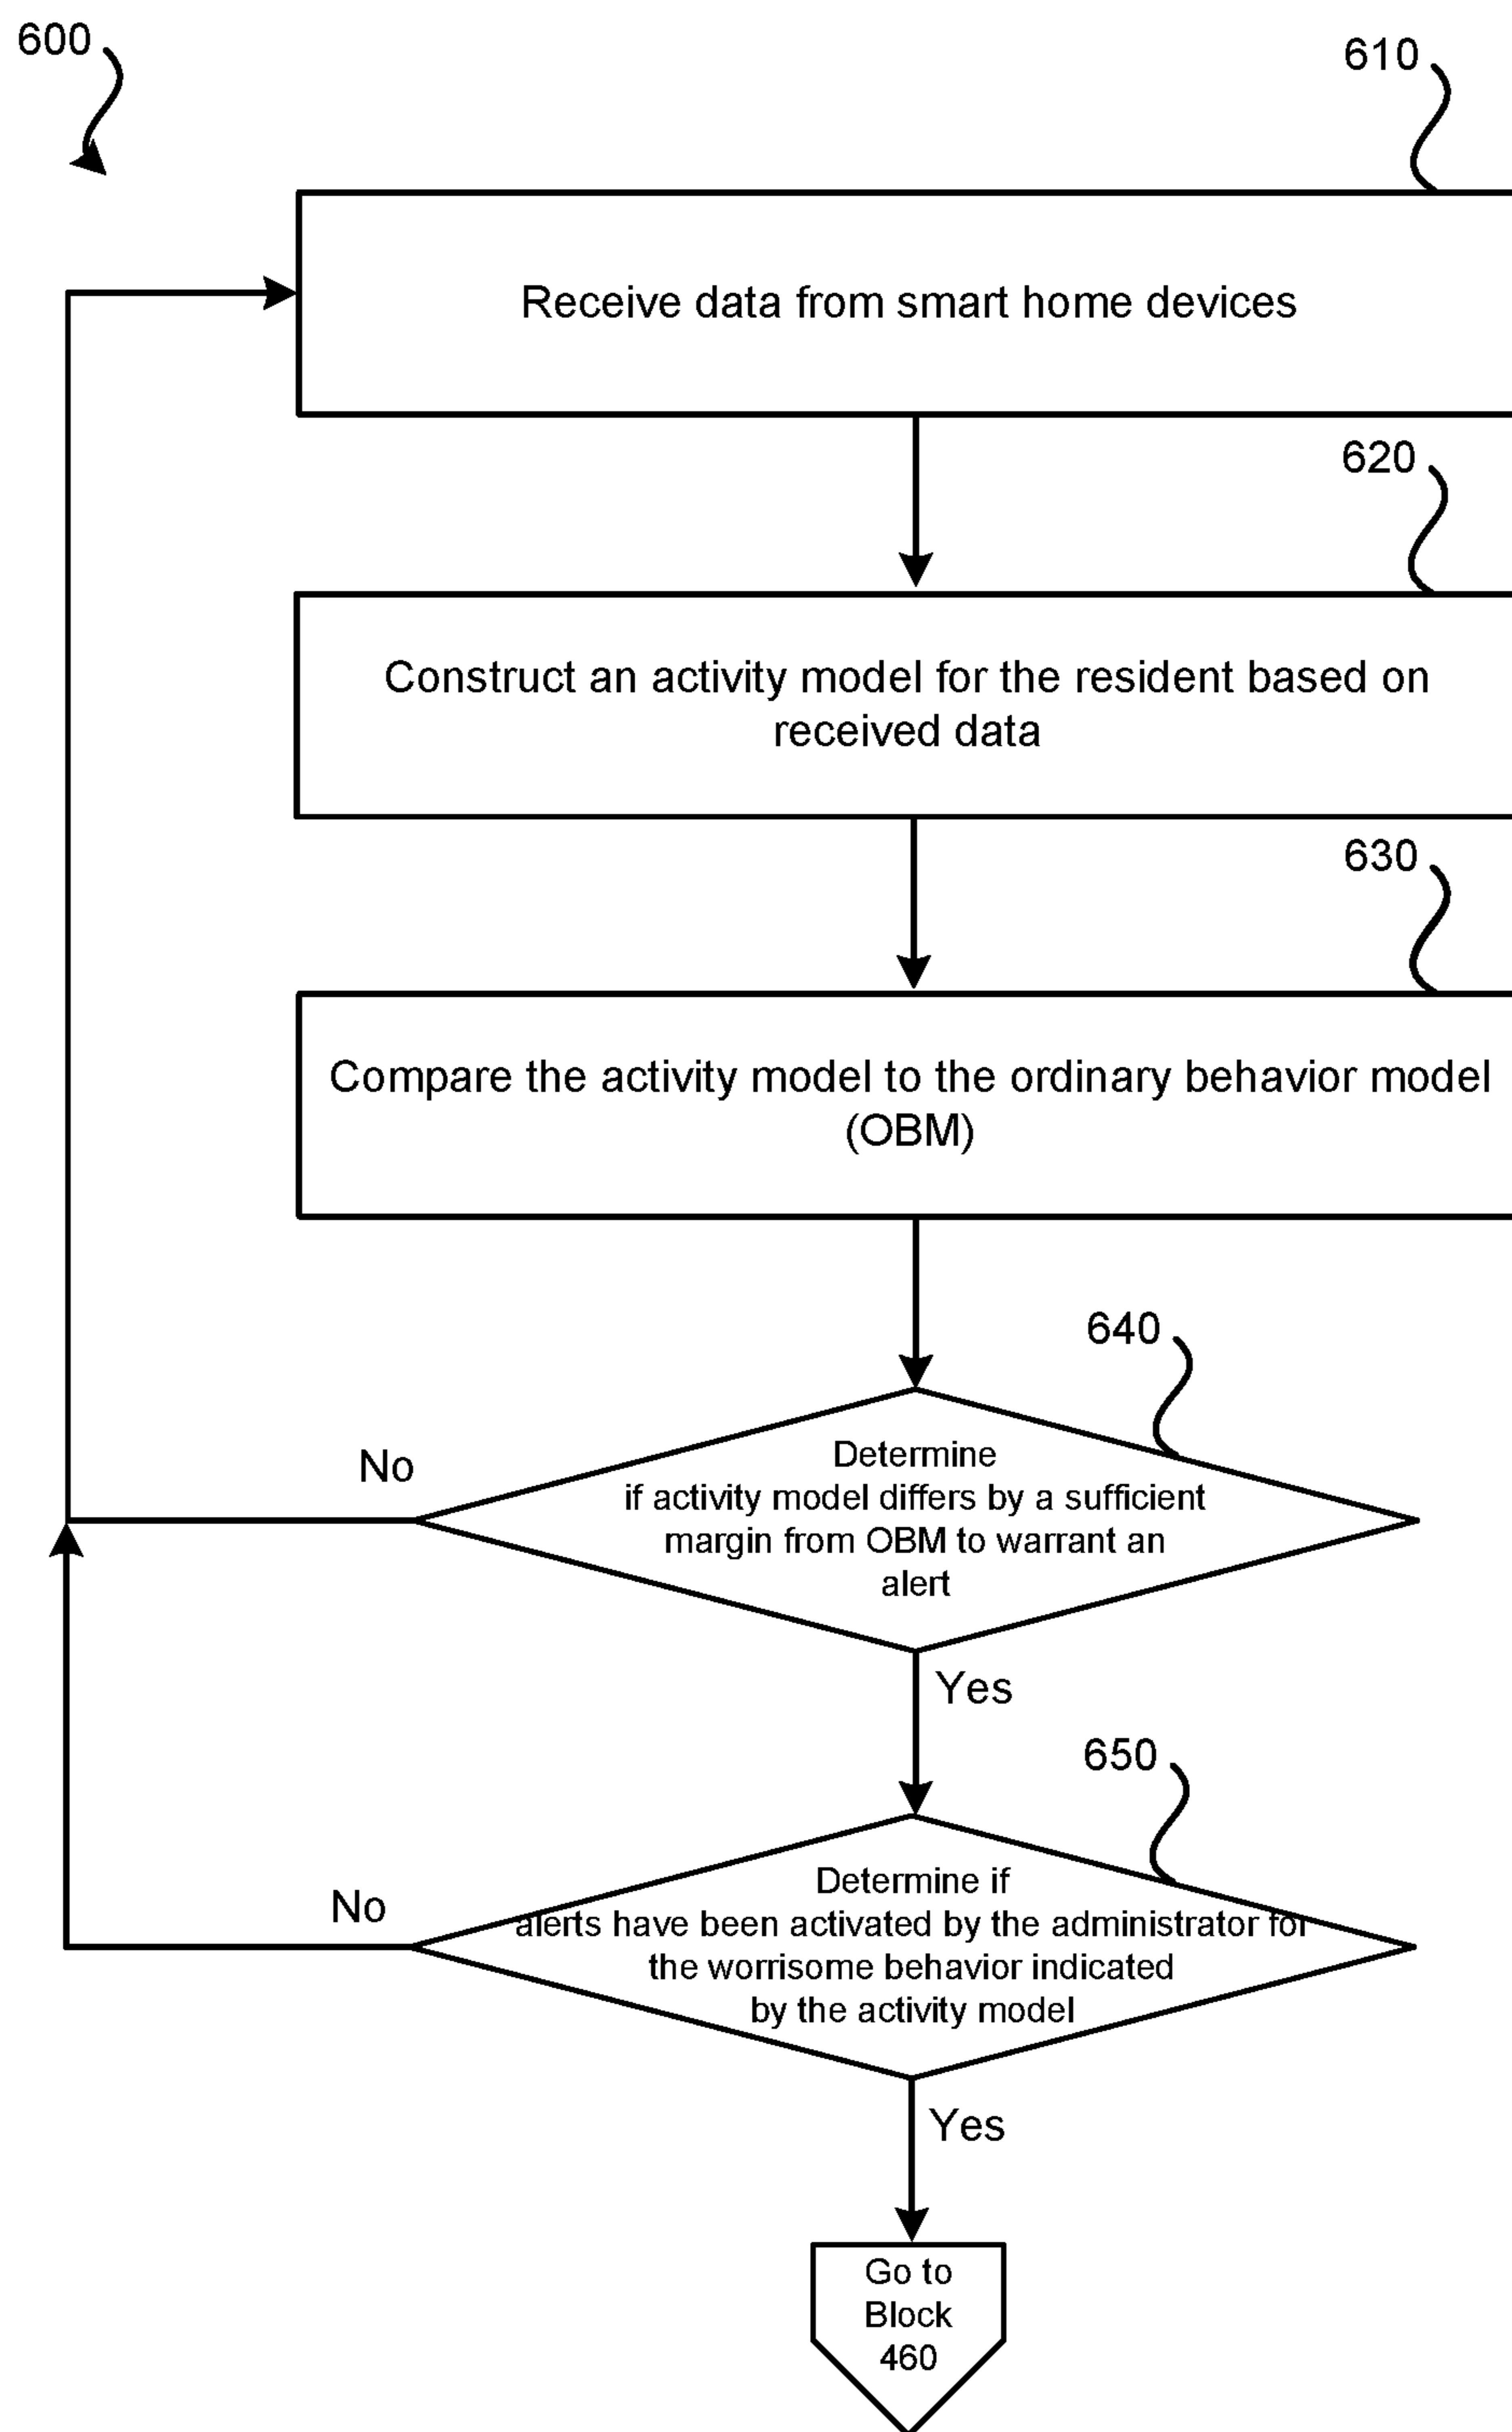 600
610
Receive data from smart home devices
620
Construct an activity model for the resident based on
received data
630
Compare the activity model to the ordinary behavior model
(OBM)
640
No
Determine
if activity model differs by a sufficient
margin from OBM to warrant an
alert
Yes
650
No
Determine if
alerts have been activated by the administrator for
the worrisome behavior indicated
by the activity model
Yes
Go to
Block
460